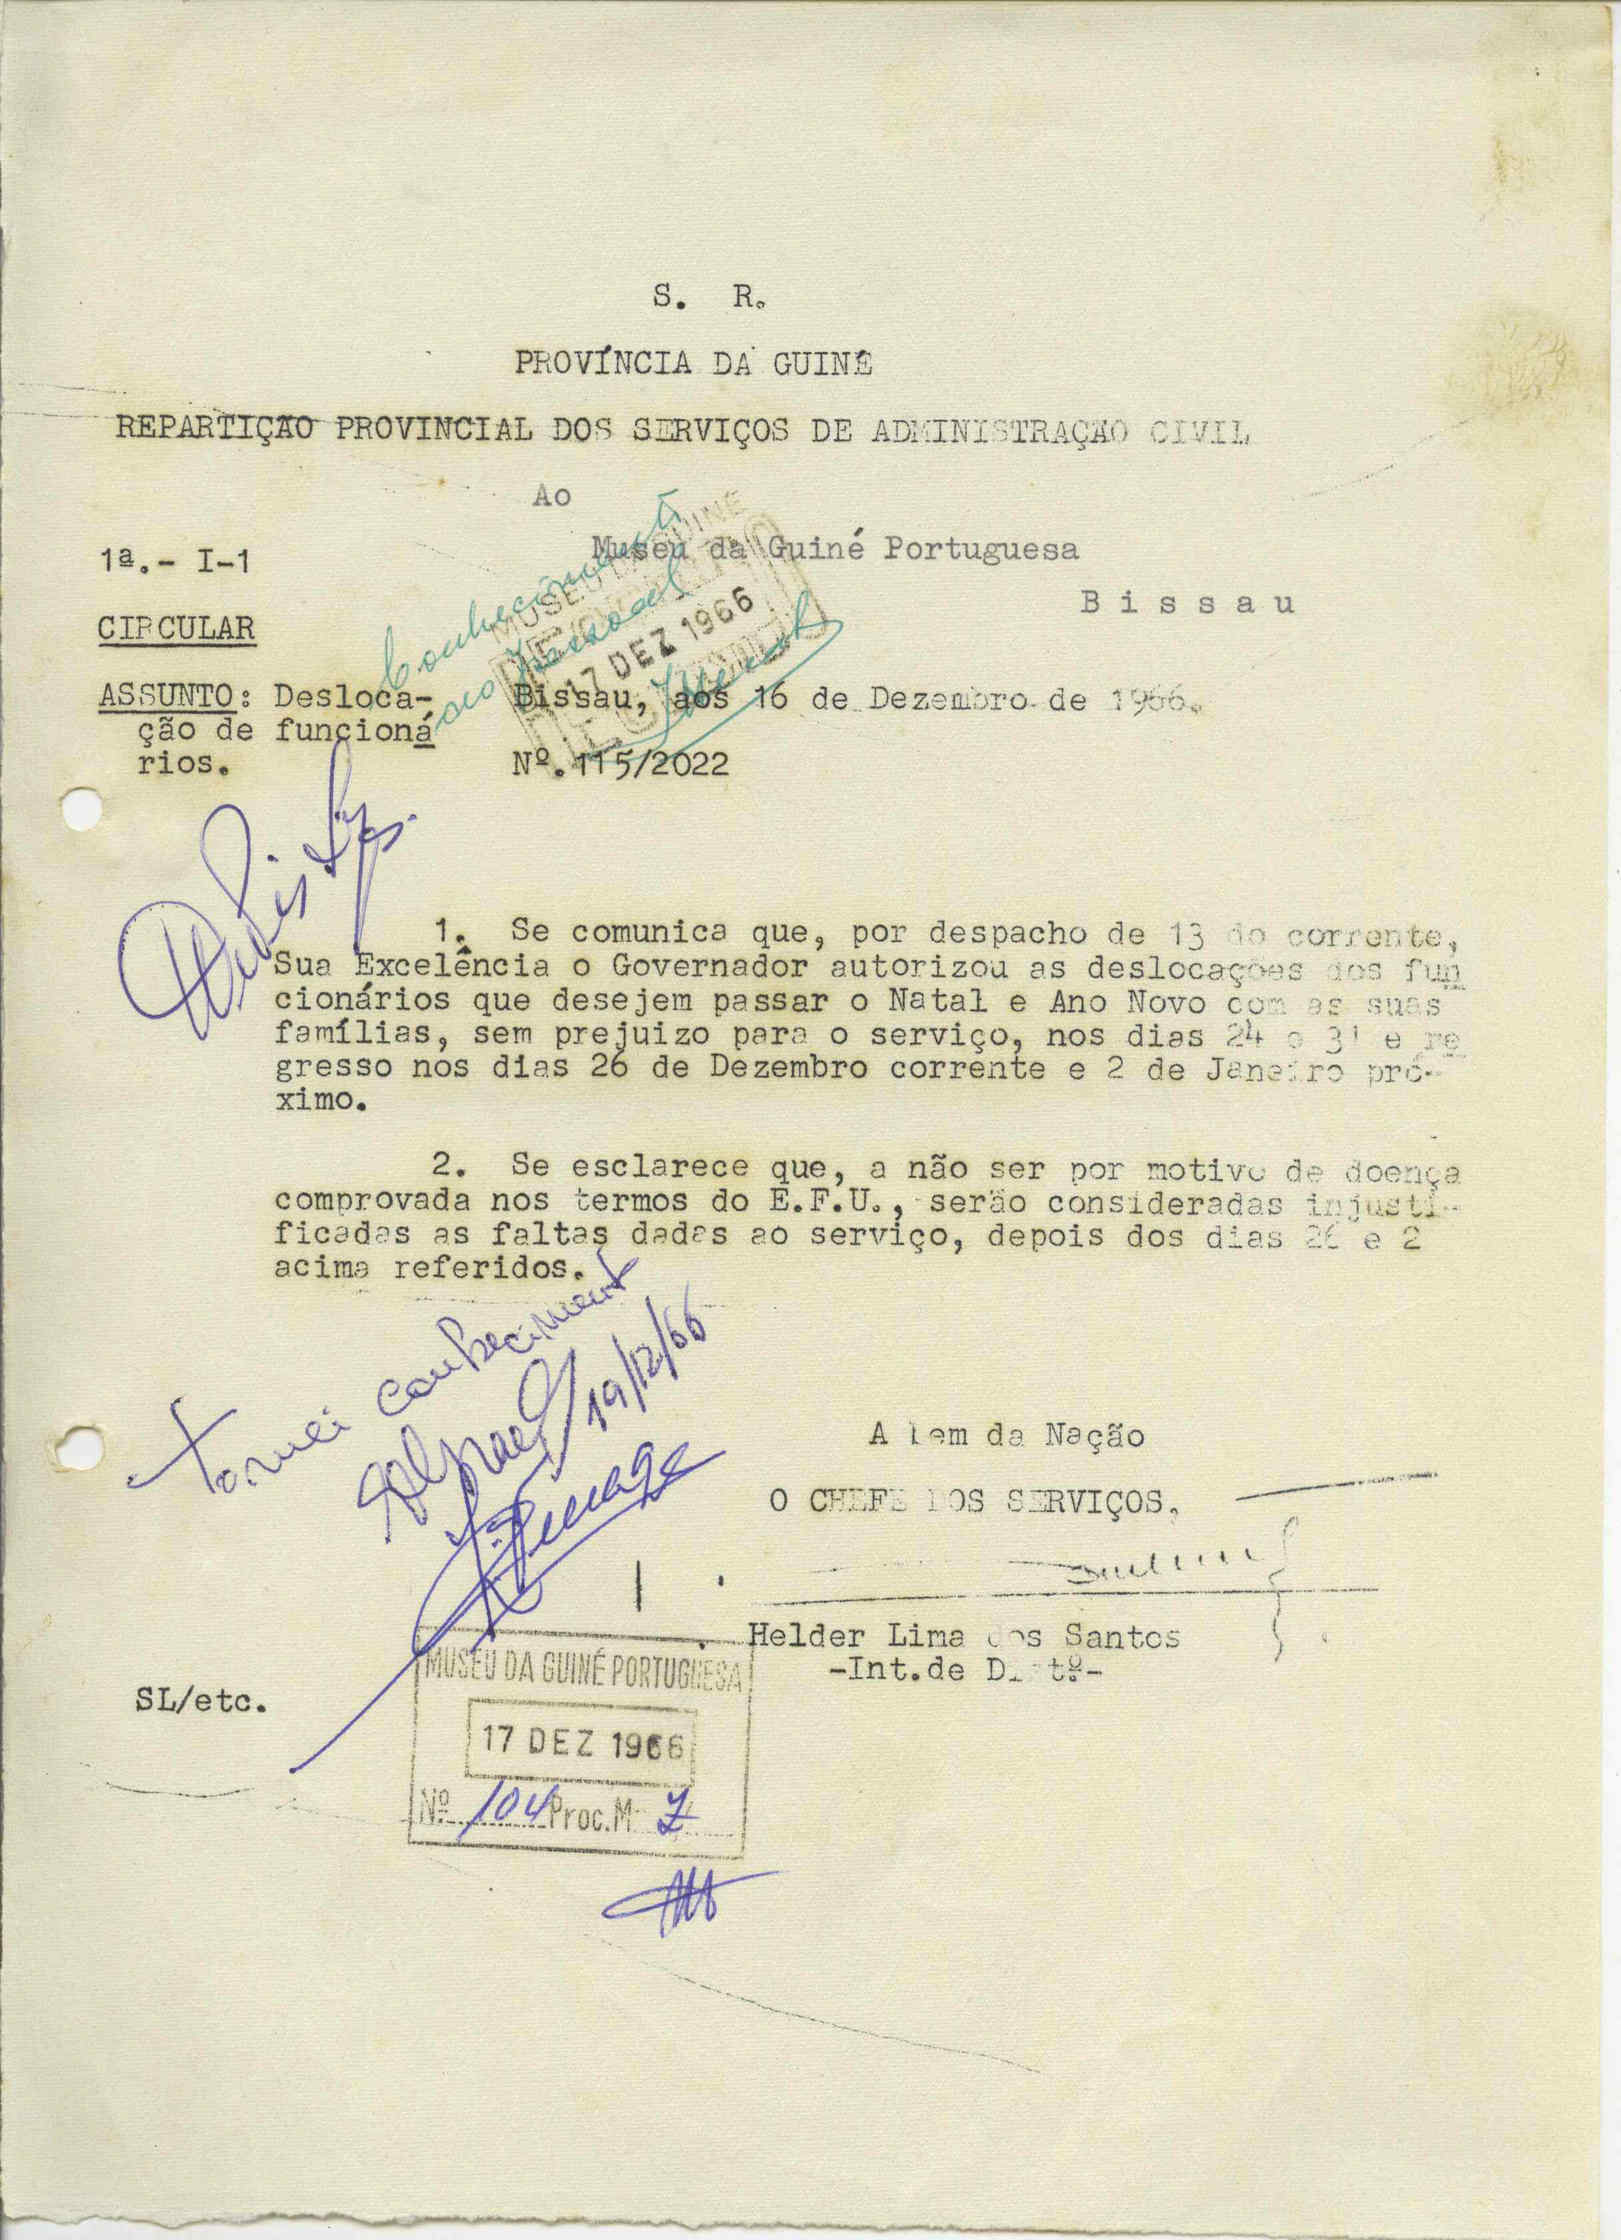 S. R.
PROVÍNCIA DA GUINÉ
REPARTIÇÃO PROVINCIAL DOS SERVIÇOS DE ADMINISTRAÇÃO CIVIL
Ao
Museu da Guiné Portuguesa
Bissau
1ª.- I-1
CIRCULAR
ASSUNTO: Desloca-
ção de funcioná
rios.
Conheciment
ao pessoal
MUSEU DA GUINÉ
17 DEZ 1966
Bissau, aos 16 de Dezembro de 1966.
Nº.115/2022
1. Se comunica que, por despacho de 13 do corrente,
Sua Excelência o Governador autorizou as deslocações dos fun
cionários que desejem passar o Natal e Ano Novo com as suas
famílias, sem prejuizo para o serviço, nos dias 24 e 31 e re
gresso nos dias 26 de Dezembro corrente e 2 de Janeiro pró-
ximo.
2. Se esclarece que, a não ser por motivo de doença
comprovada nos termos do E.F.U., serão consideradas injusti-
ficadas as faltas dadas ao serviço, depois dos dias 26 e 2
acima referidos.
Tomei conheciment
19/12/66
A Bem da Nação
O CHEFE DOS SERVIÇOS,
Helder Lima dos Santos
-Int.de Distº-
SL/etc.
MUSEU DA GUINÉ PORTUGUESA
17 DEZ 1966
Nº 104 Proc.M Z